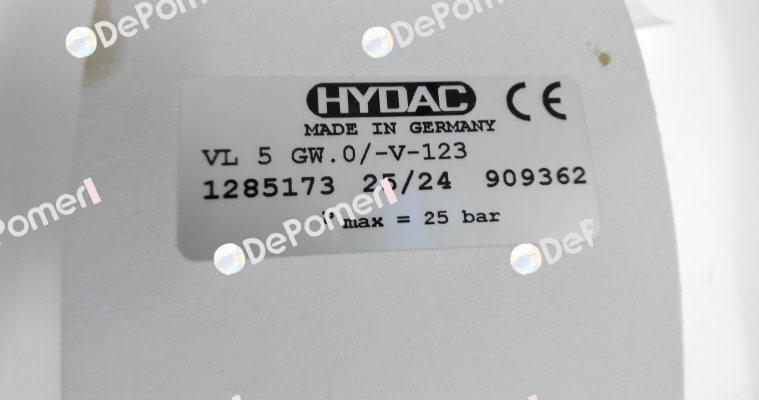 DePomerl
DePomerl
HYDAC CE
MADE IN GERMANY
VL 5 GW.0/-V-123
1285173 25/24 909362
P max = 25 bar
DePomerl
DePomerl
DePom